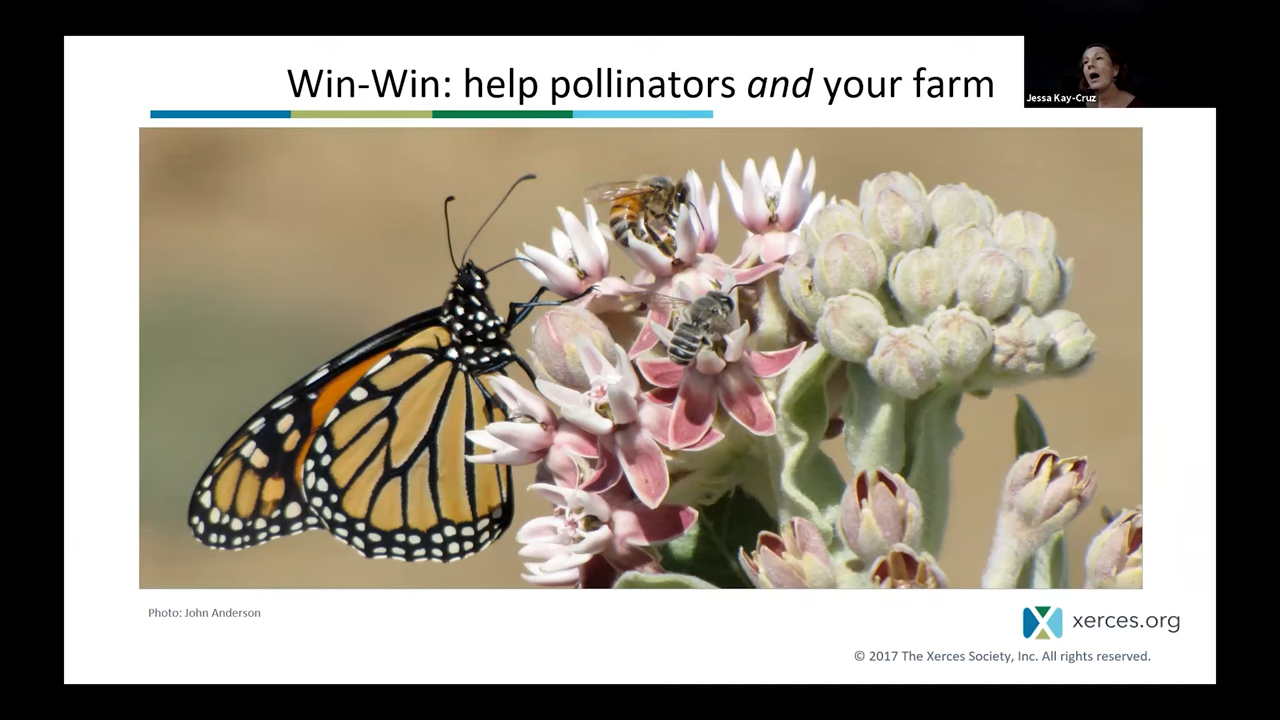 Win-Win: help pollinators and your farm
Jessa Kay-Cruz
Photo: John Anderson
xerces.org
© 2017 The Xerces Society, Inc. All rights reserved.